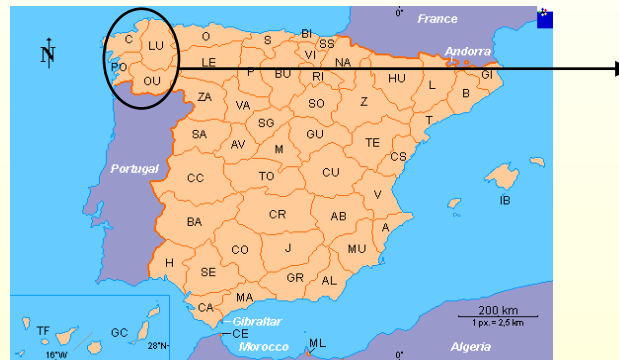 0°
France
N
C
LU
O
S
BI
SS
Andorra
PO
OU
LE
P
BU
VI
RI
NA
HU
L
GI
B
ZA
VA
SO
Z
T
SA
AV
SG
GU
TE
CS
M
Portugal
CC
TO
CU
V
IB
BA
CR
AB
A
H
SE
CO
J
MU
GR
AL
CA
MA
200 km
1 px. = 2,5 km
TF
GC
16°W
28°N
Gibraltar
CE
Morocco
ML
0°
Algeria